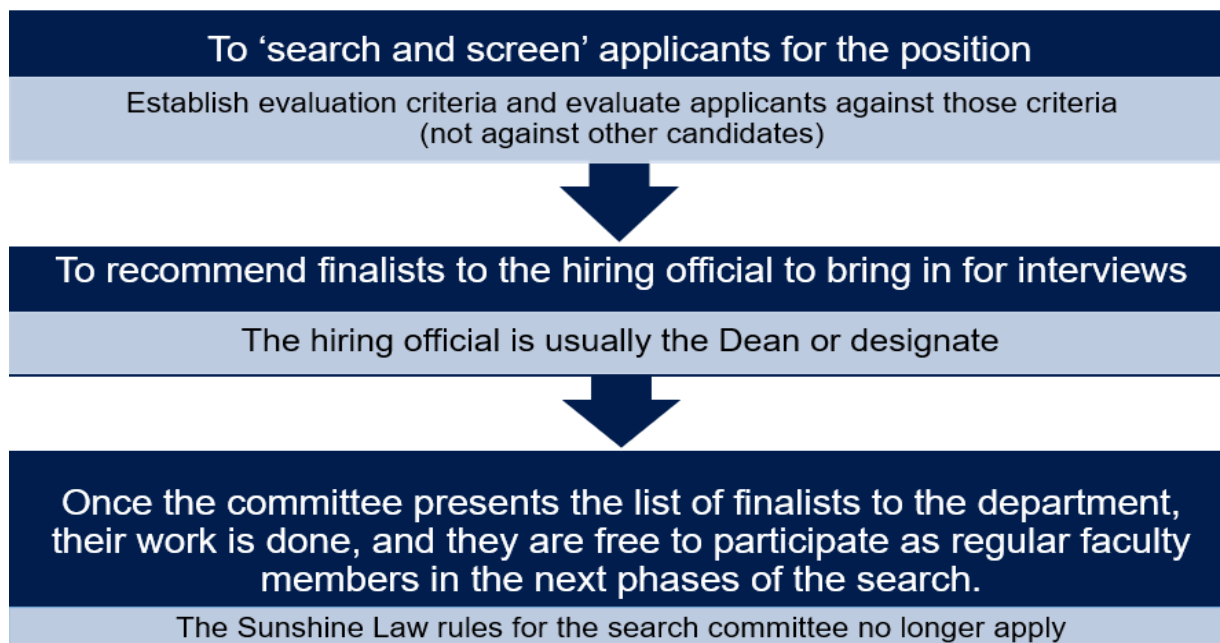 To ‘search and screen’ applicants for the position
Establish evaluation criteria and evaluate applicants against those criteria
(not against other candidates)
To recommend finalists to the hiring official to bring in for interviews
The hiring official is usually the Dean or designate
Once the committee presents the list of finalists to the department,
their work is done, and they are free to participate as regular faculty
members in the next phases of the search.
The Sunshine Law rules for the search committee no longer apply